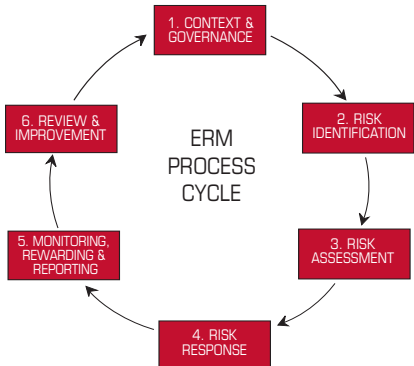 1. CONTEXT &
GOVERNANCE
2. RISK
IDENTIFICATION
3. RISK
ASSESSMENT
4. RISK
RESPONSE
5. MONITORING,
REWARDING &
REPORTING
6. REVIEW &
IMPROVEMENT
ERM
PROCESS
CYCLE